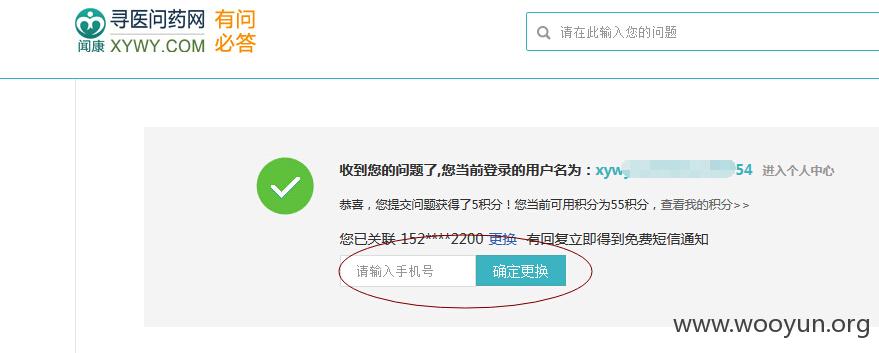 寻医问药网 有问
闻康 XYWY.COM 必答
请在此输入您的问题
收到您的问题了,您当前登录的用户名为：xywy 54 进入个人中心
恭喜，您提交问题获得了5积分！您当前可用积分为55积分，查看我的积分>>
您已关联 152****2200 更换 有回复立即得到免费短信通知
请输入手机号 确定更换
www.wooyun.org